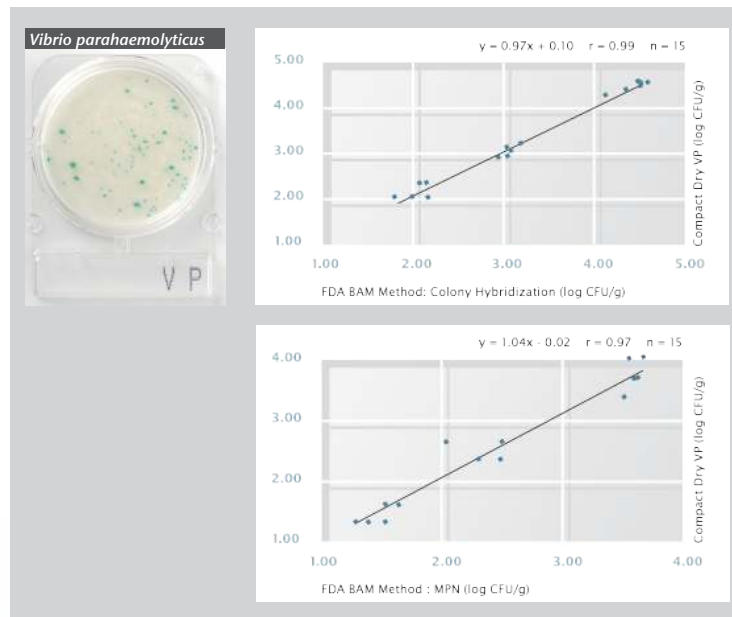 Vibrio parahaemolyticus
V P
y = 0.97x + 0.10 r = 0.99 n = 15
5.00
4.00
3.00
2.00
1.00
1.00 2.00 3.00 4.00 5.00
FDA BAM Method: Colony Hybridization (log CFU/g)
Compact Dry VP (log CFU/g)
y = 1.04x - 0.02 r = 0.97 n = 15
4.00
3.00
2.00
1.00
1.00 2.00 3.00 4.00
FDA BAM Method : MPN (log CFU/g)
Compact Dry VP (log CFU/g)